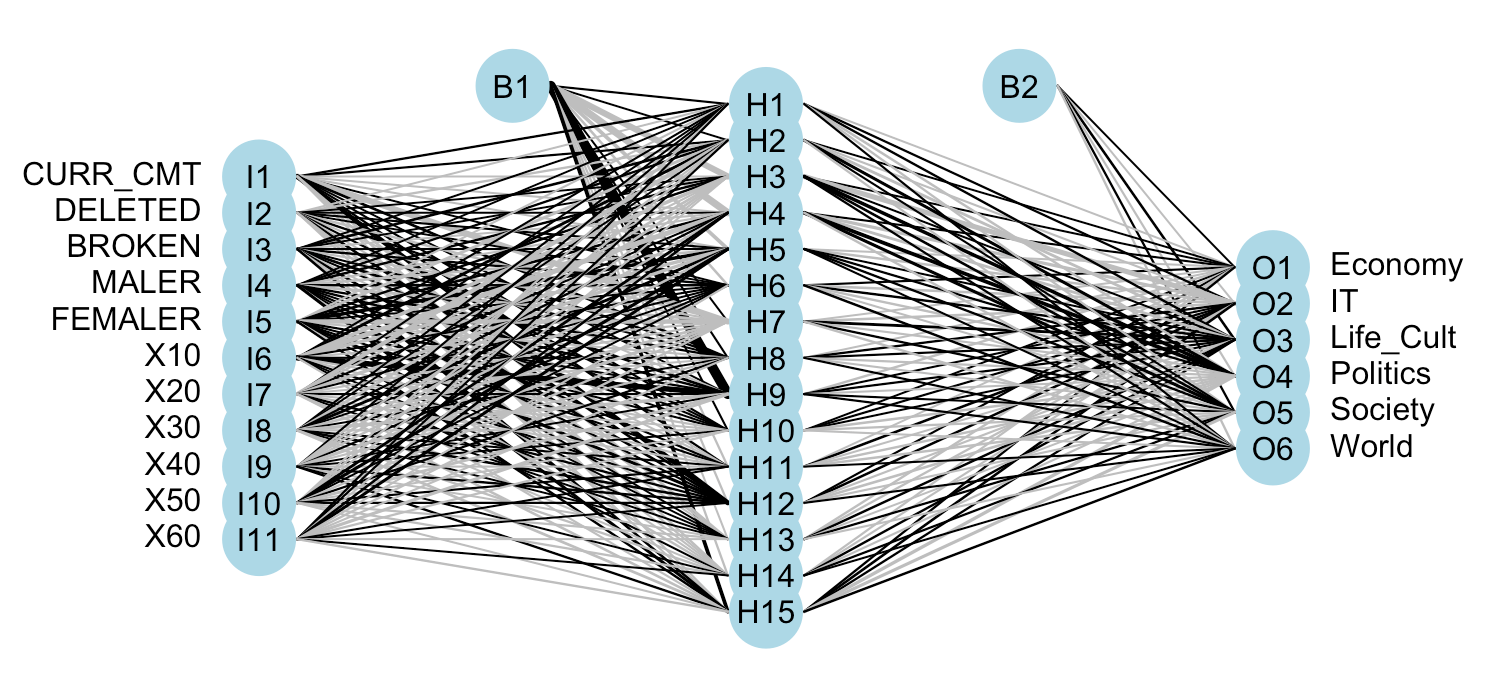 B1
B2
CURR_CMT
DELETED
BROKEN
MALER
FEMALER
X10
X20
X30
X40
X50
X60
I1
I2
I3
I4
I5
I6
I7
I8
I9
I10
I11
H1
H2
H3
H4
H5
H6
H7
H8
H9
H10
H11
H12
H13
H14
H15
O1
O2
O3
O4
O5
O6
Economy
IT
Life_Cult
Politics
Society
World